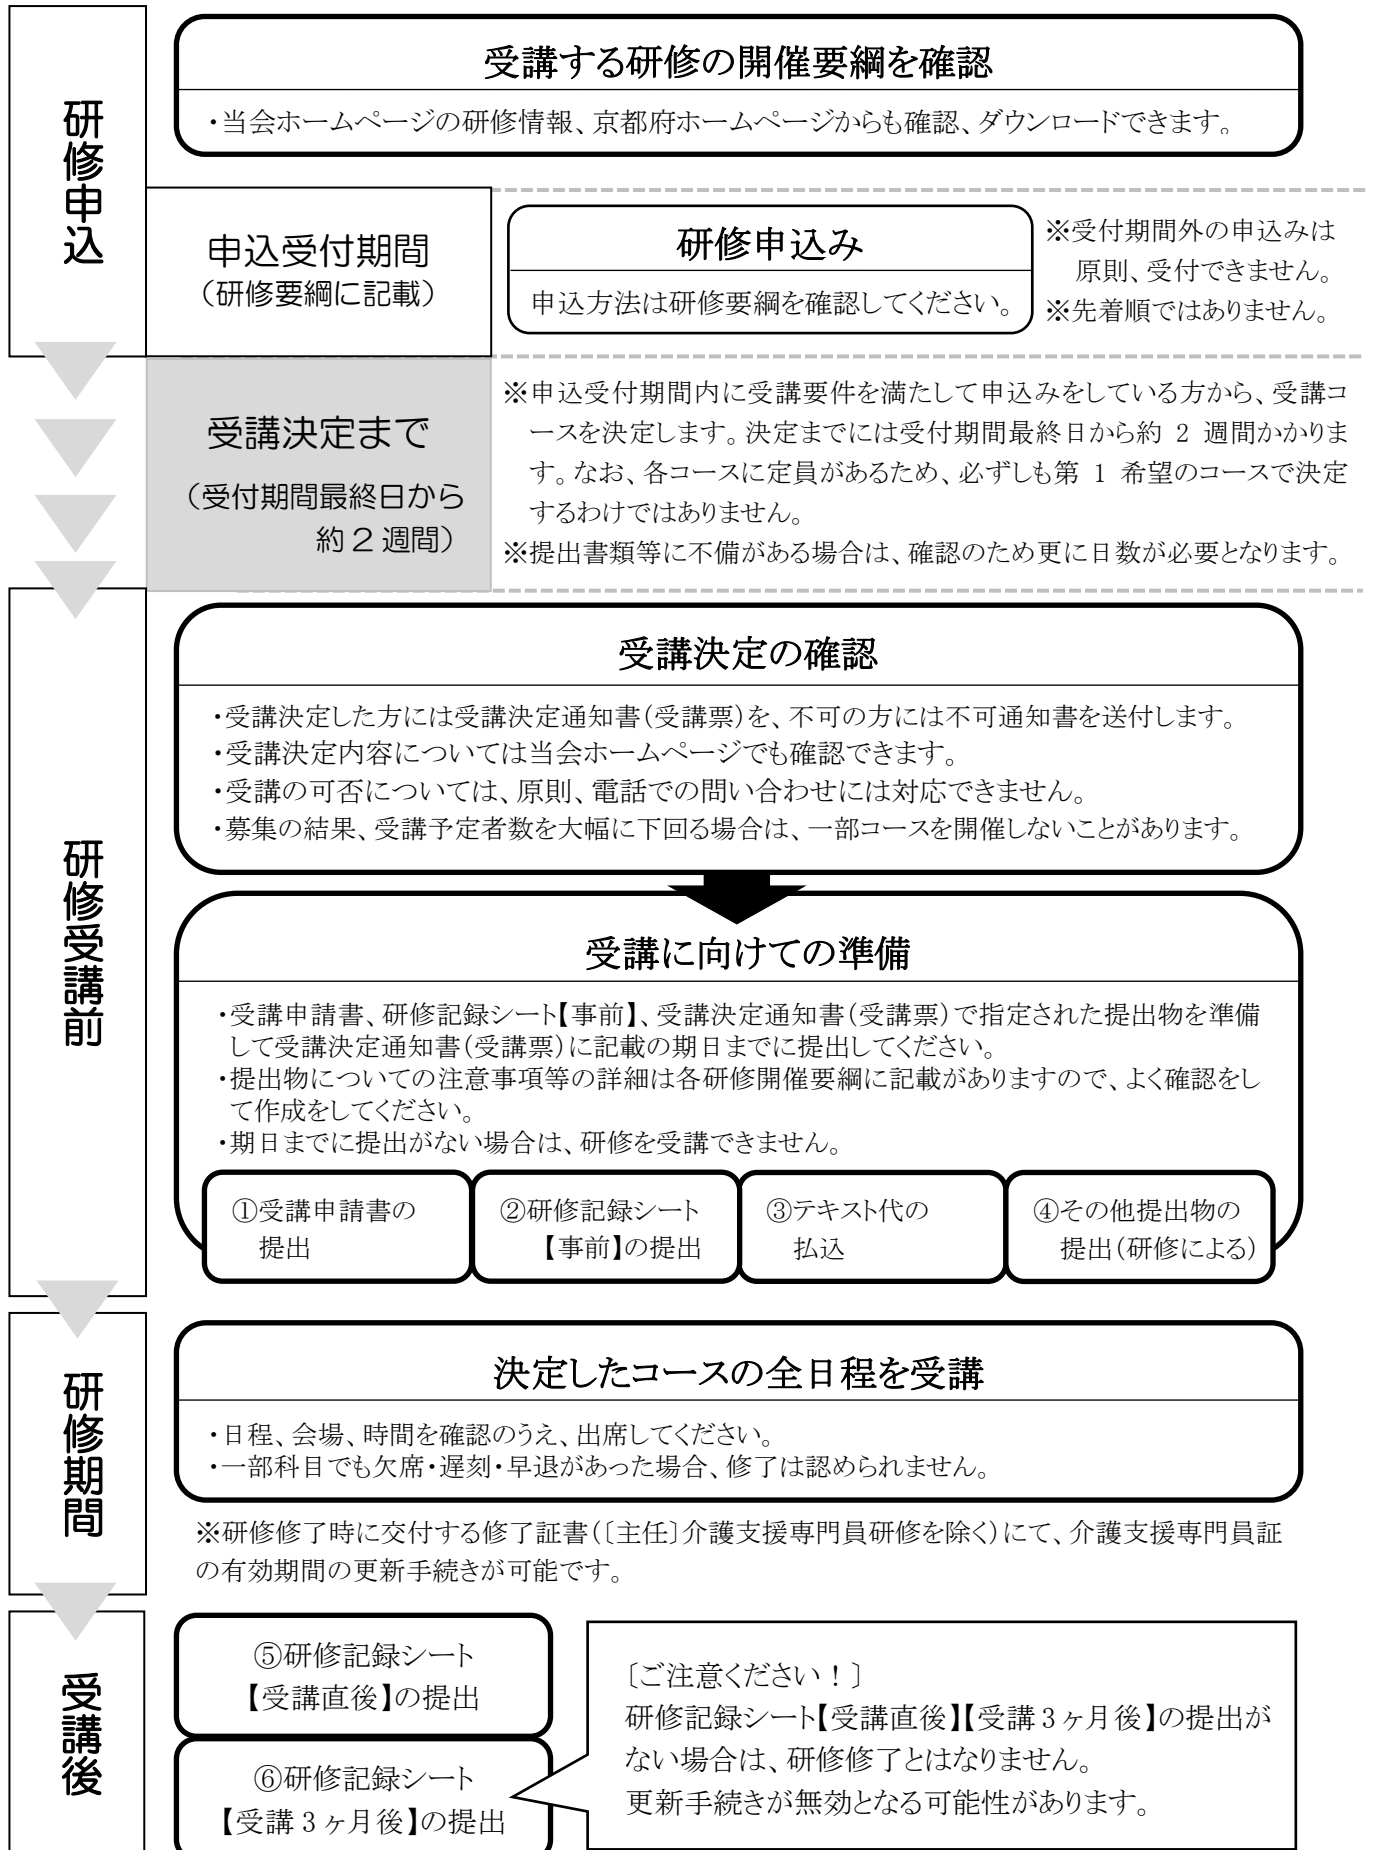 研修申込
受講する研修の開催要綱を確認
・当会ホームページの研修情報、京都府ホームページからも確認、ダウンロードできます。
申込受付期間
（研修要綱に記載）
研修申込み
申込方法は研修要綱を確認してください。
※受付期間外の申込みは
原則、受付できません。
※先着順ではありません。
受講決定まで
（受付期間最終日から
約２週間）
※申込受付期間内に受講要件を満たして申込みをしている方から、受講コ
ースを決定します。決定までには受付期間最終日から約 2 週間かかりま
す。なお、各コースに定員があるため、必ずしも第 1 希望のコースで決定
するわけではありません。
※提出書類等に不備がある場合は、確認のため更に日数が必要となります。
研修受講前
受講決定の確認
・受講決定した方には受講決定通知書（受講票）を、不可の方には不可通知書を送付します。
・受講決定内容については当会ホームページでも確認できます。
・受講の可否については、原則、電話での問い合わせには対応できません。
・募集の結果、受講予定者数を大幅に下回る場合は、一部コースを開催しないことがあります。
受講に向けての準備
・受講申請書、研修記録シート【事前】、受講決定通知書（受講票）で指定された提出物を準備
して受講決定通知書（受講票）に記載の期日までに提出してください。
・提出物についての注意事項等の詳細は各研修開催要綱に記載がありますので、よく確認をし
て作成をしてください。
・期日までに提出がない場合は、研修を受講できません。
①受講申請書の
提出
②研修記録シート
【事前】の提出
③テキスト代の
払込
④その他提出物の
提出（研修による）
研修期間
決定したコースの全日程を受講
・日程、会場、時間を確認のうえ、出席してください。
・一部科目でも欠席・遅刻・早退があった場合、修了は認められません。
※研修修了時に交付する修了証書（〔主任〕介護支援専門員研修を除く）にて、介護支援専門員証
の有効期間の更新手続きが可能です。
受講後
⑤研修記録シート
【受講直後】の提出
⑥研修記録シート
【受講３ヶ月後】の提出
〔ご注意ください！〕
研修記録シート【受講直後】【受講３ヶ月後】の提出が
ない場合は、研修修了とはなりません。
更新手続きが無効となる可能性があります。